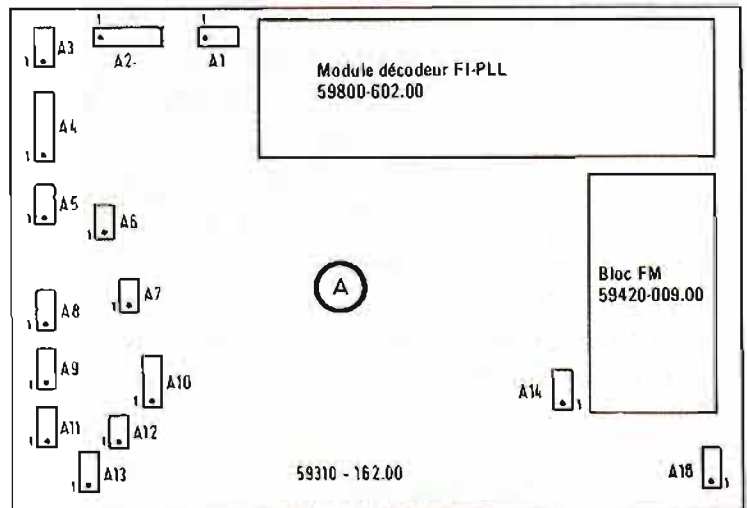 1
1
A3
A2-
A1
1
Module décodeur FI-PLL
59800-602.00
A4
1
A5
1
A6
1
Bloc FM
59420-009.00
A
A7
1
A8
1
A9
1
A10
1
A14
1
A11
1
A12
1
A13
1
59310 - 162.00
A18
1